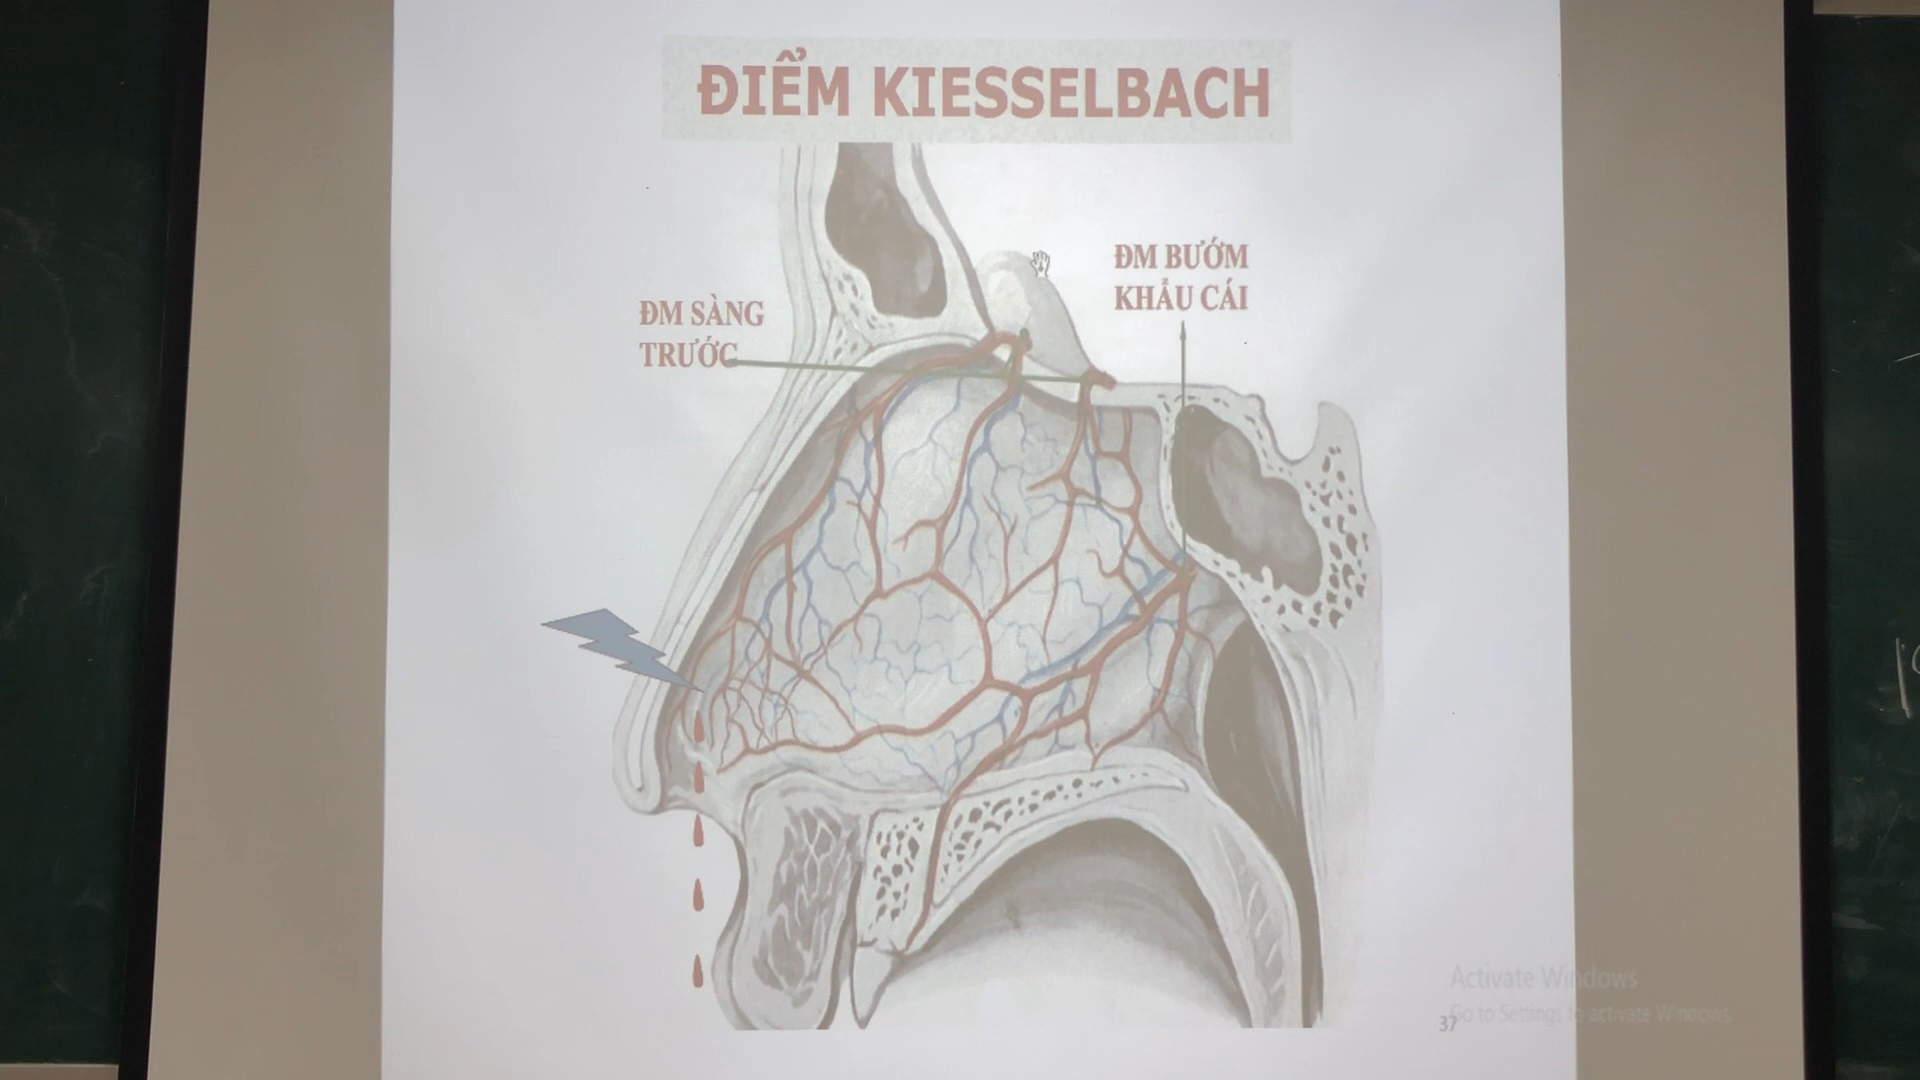 ĐIỂM KIESSELBACH
ĐM BƯỚM
KHẨU CÁI
ĐM SÀNG
TRƯỚC
Activate Windows
Go to Settings to activate Windows.
37